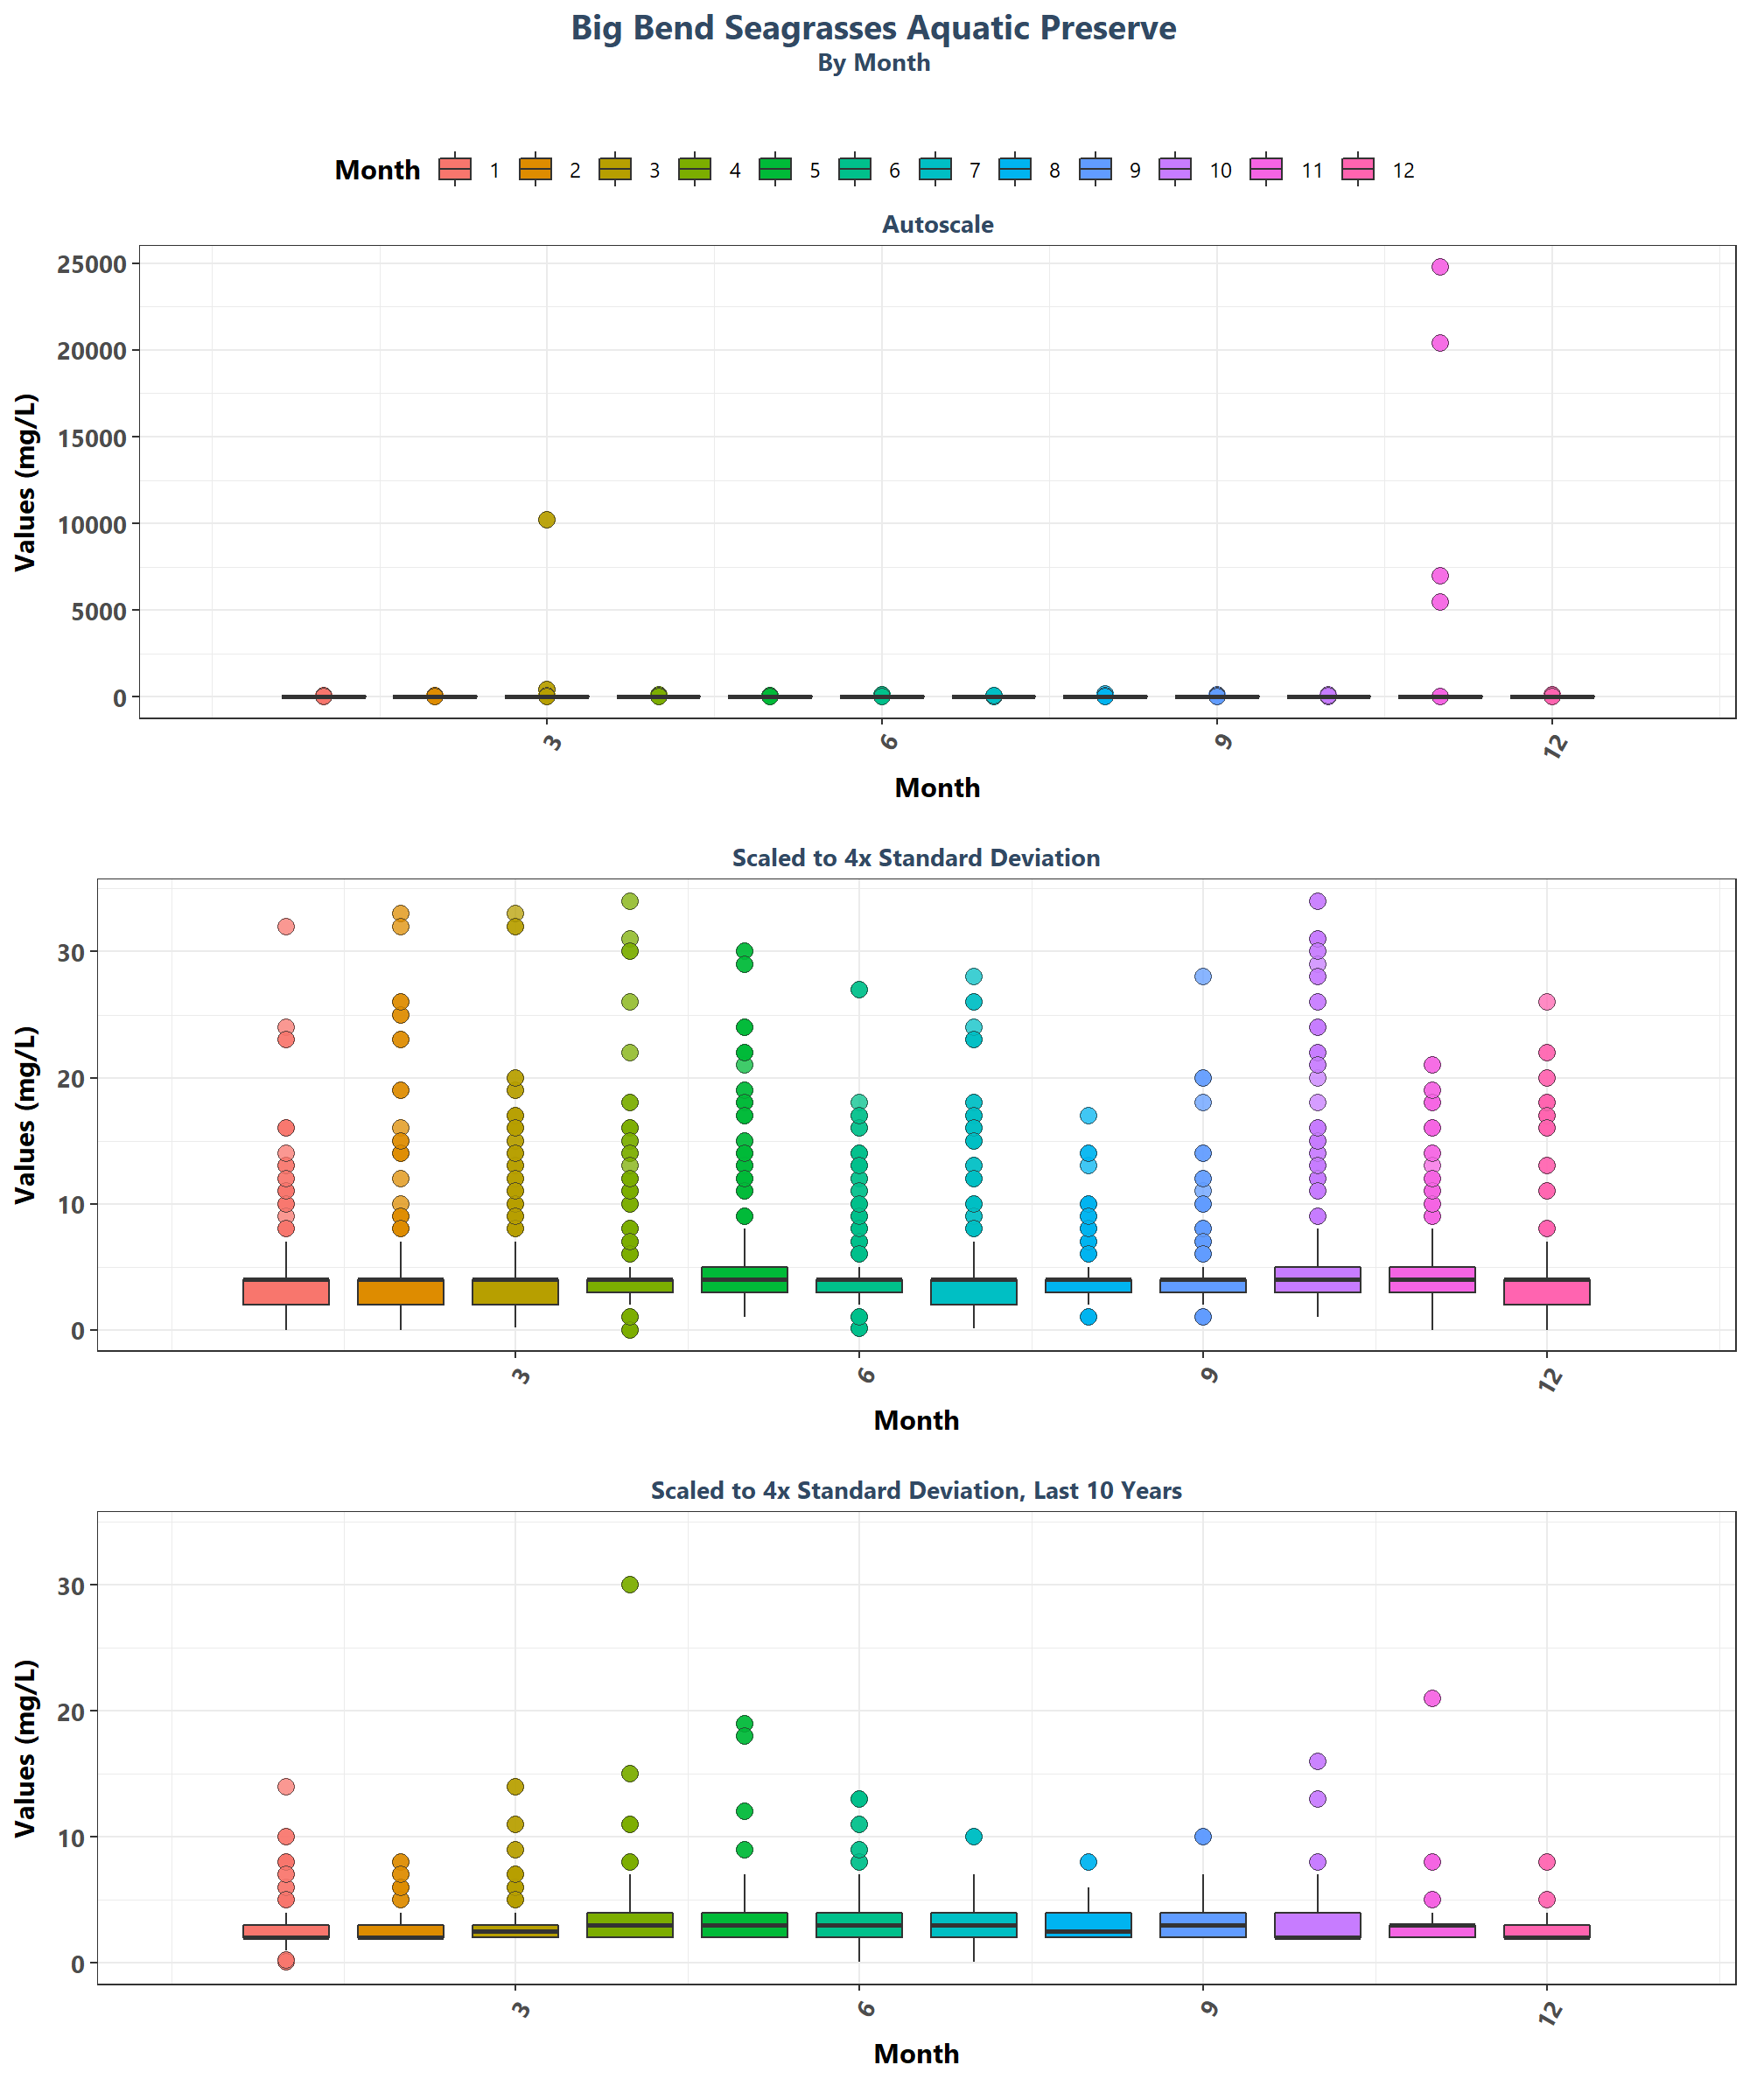 Big Bend Seagrasses Aquatic Preserve
By Month
Month 1 2 3 4 5 6 7 8 9 10 11 12
Autoscale
Values (mg/L)
25000
20000
15000
10000
5000
0
3 6 9 12
Month
Scaled to 4x Standard Deviation
Values (mg/L)
30
20
10
0
3 6 9 12
Month
Scaled to 4x Standard Deviation, Last 10 Years
Values (mg/L)
30
20
10
0
3 6 9 12
Month